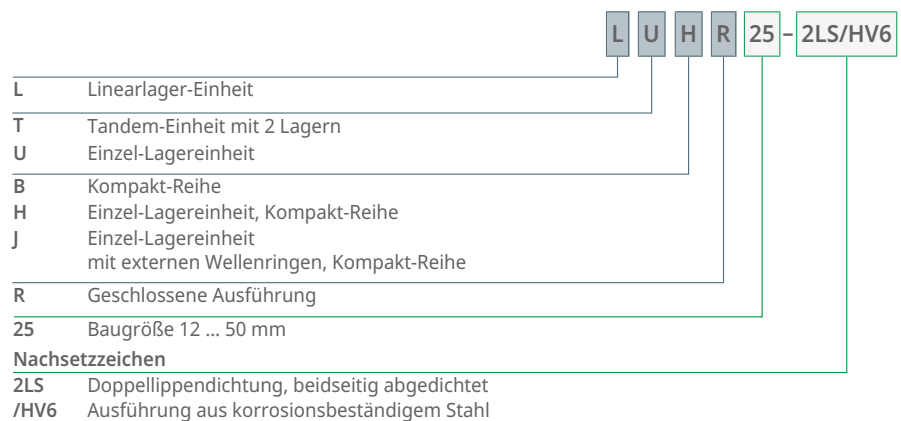 L U H R 25 – 2LS/HV6
L Linearlager-Einheit
T Tandem-Einheit mit 2 Lagern
U Einzel-Lagereinheit
B Kompakt-Reihe
H Einzel-Lagereinheit, Kompakt-Reihe
J Einzel-Lagereinheit
mit externen Wellenringen, Kompakt-Reihe
R Geschlossene Ausführung
25 Baugröße 12 ... 50 mm
Nachsetzzeichen
2LS Doppellippendichtung, beidseitig abgedichtet
/HV6 Ausführung aus korrosionsbeständigem Stahl